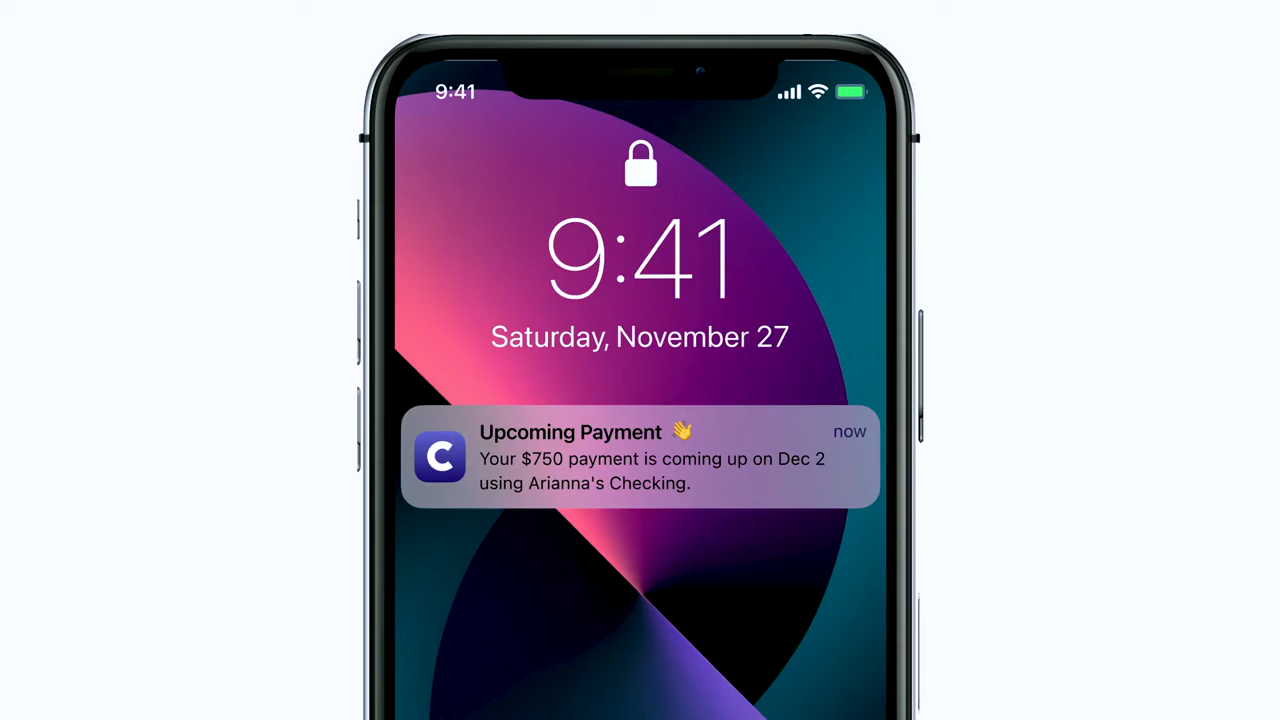 9:41
9:41
Saturday, November 27
Upcoming Payment 👋 now
C
Your $750 payment is coming up on Dec 2
using Arianna's Checking.